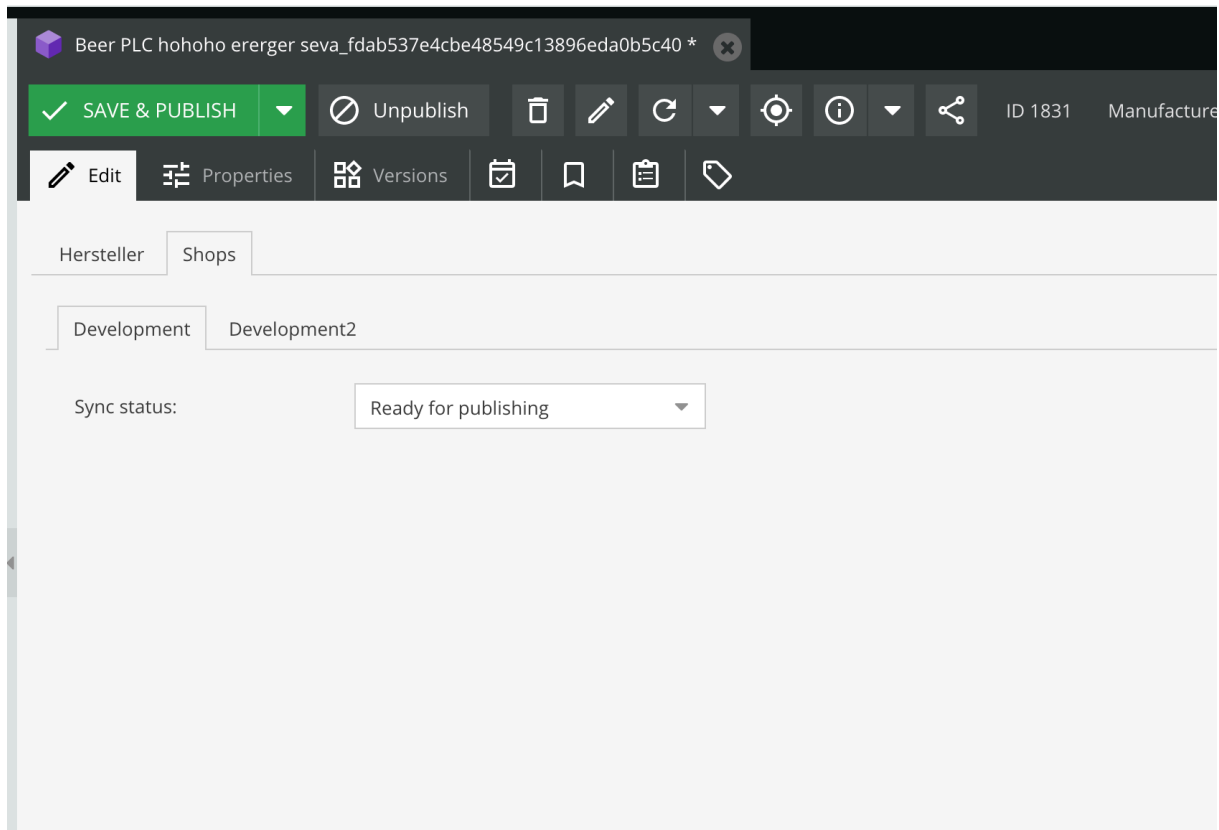 Beer PLC hohoho ererger seva_fdab537e4cbe48549c13896eda0b5c40 *
SAVE & PUBLISH Unpublish ID 1831 Manufacture
Edit Properties Versions
Hersteller Shops
Development Development2
Sync status: Ready for publishing